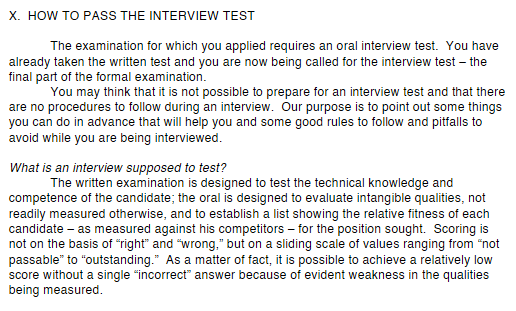 X.  HOW TO PASS THE INTERVIEW TEST
The examination for which you applied requires an oral interview test.  You have
already taken the written test and you are now being called for the interview test – the
final part of the formal examination.
You may think that it is not possible to prepare for an interview test and that there
are no procedures to follow during an interview.  Our purpose is to point out some things
you can do in advance that will help you and some good rules to follow and pitfalls to
avoid while you are being interviewed.
What is an interview supposed to test?
The written examination is designed to test the technical knowledge and
competence of the candidate; the oral is designed to evaluate intangible qualities, not
readily measured otherwise, and to establish a list showing the relative fitness of each
candidate – as measured against his competitors – for the position sought.  Scoring is
not on the basis of “right” and “wrong,” but on a sliding scale of values ranging from “not
passable” to “outstanding.”  As a matter of fact, it is possible to achieve a relatively low
score without a single “incorrect” answer because of evident weakness in the qualities
being measured.